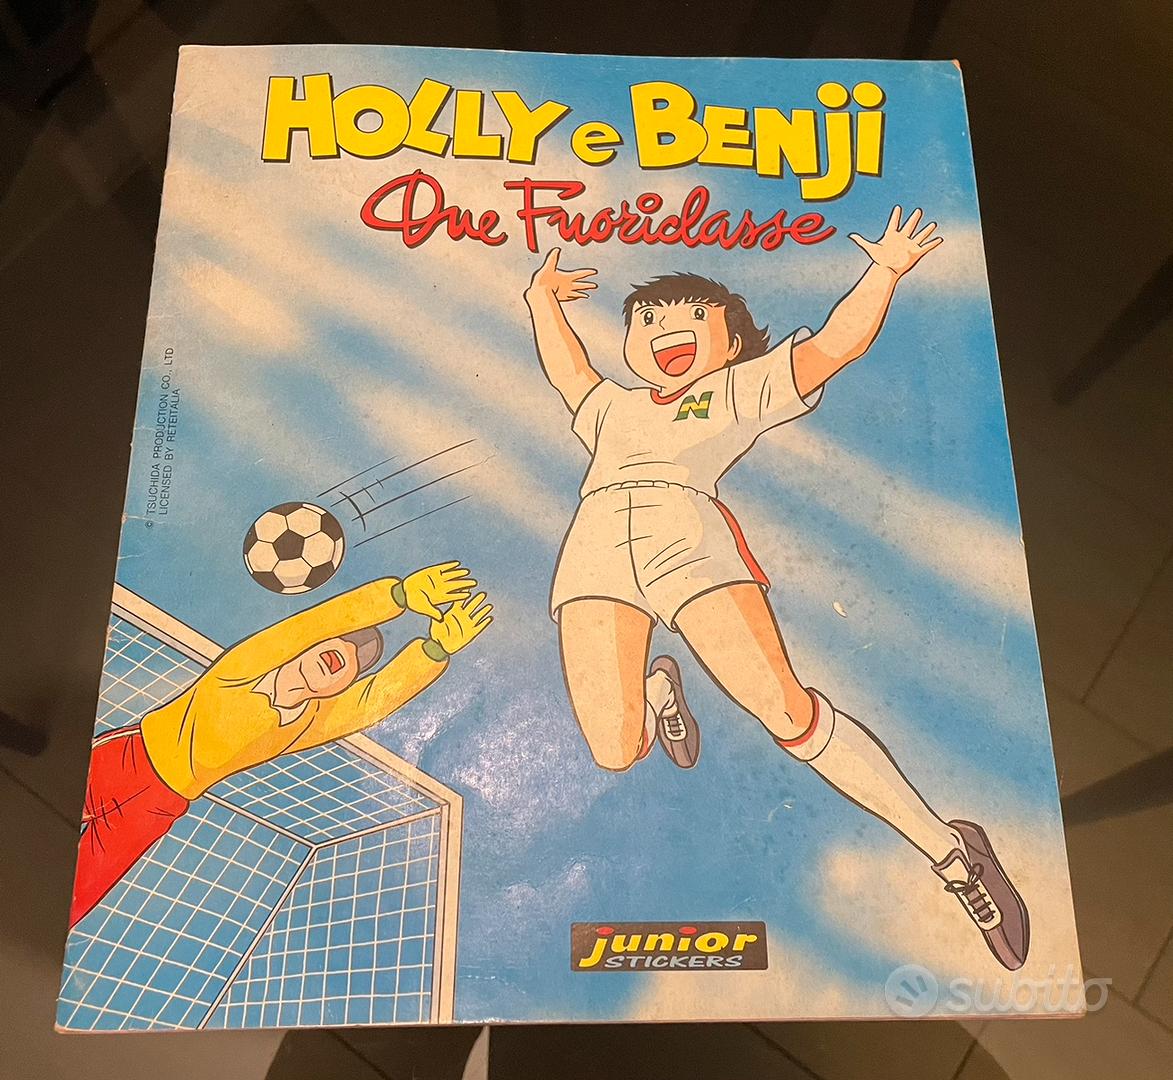 HOLLY e BENJI
Due Fuoriclasse
© TSUCHIDA PRODUCTION CO., LTD
LICENSED BY RETEITALIA
N
junior
STICKERS
subito